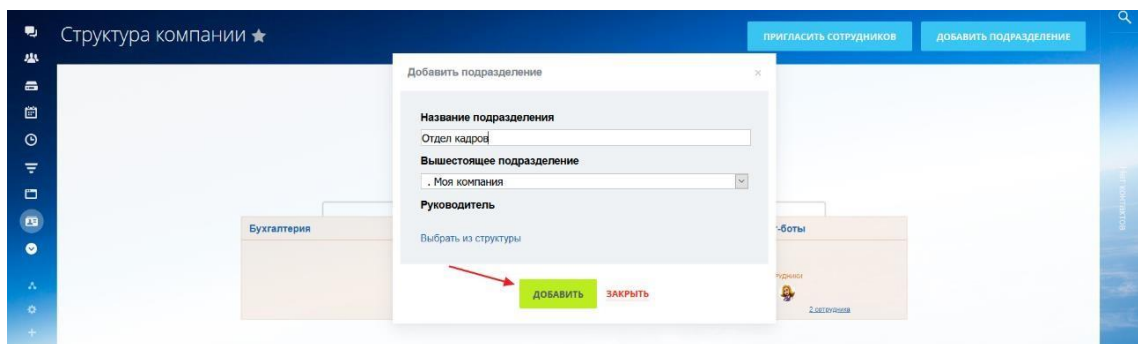 Структура компании
ПРИГЛАСИТЬ СОТРУДНИКОВ
ДОБАВИТЬ ПОДРАЗДЕЛЕНИЕ
Добавить подразделение
Название подразделения
Отдел кадров
Вышестоящее подразделение
. Моя компания
Руководитель
Выбрать из структуры
ДОБАВИТЬ
ЗАКРЫТЬ
Бухгалтерия
-боты
2 сотрудника